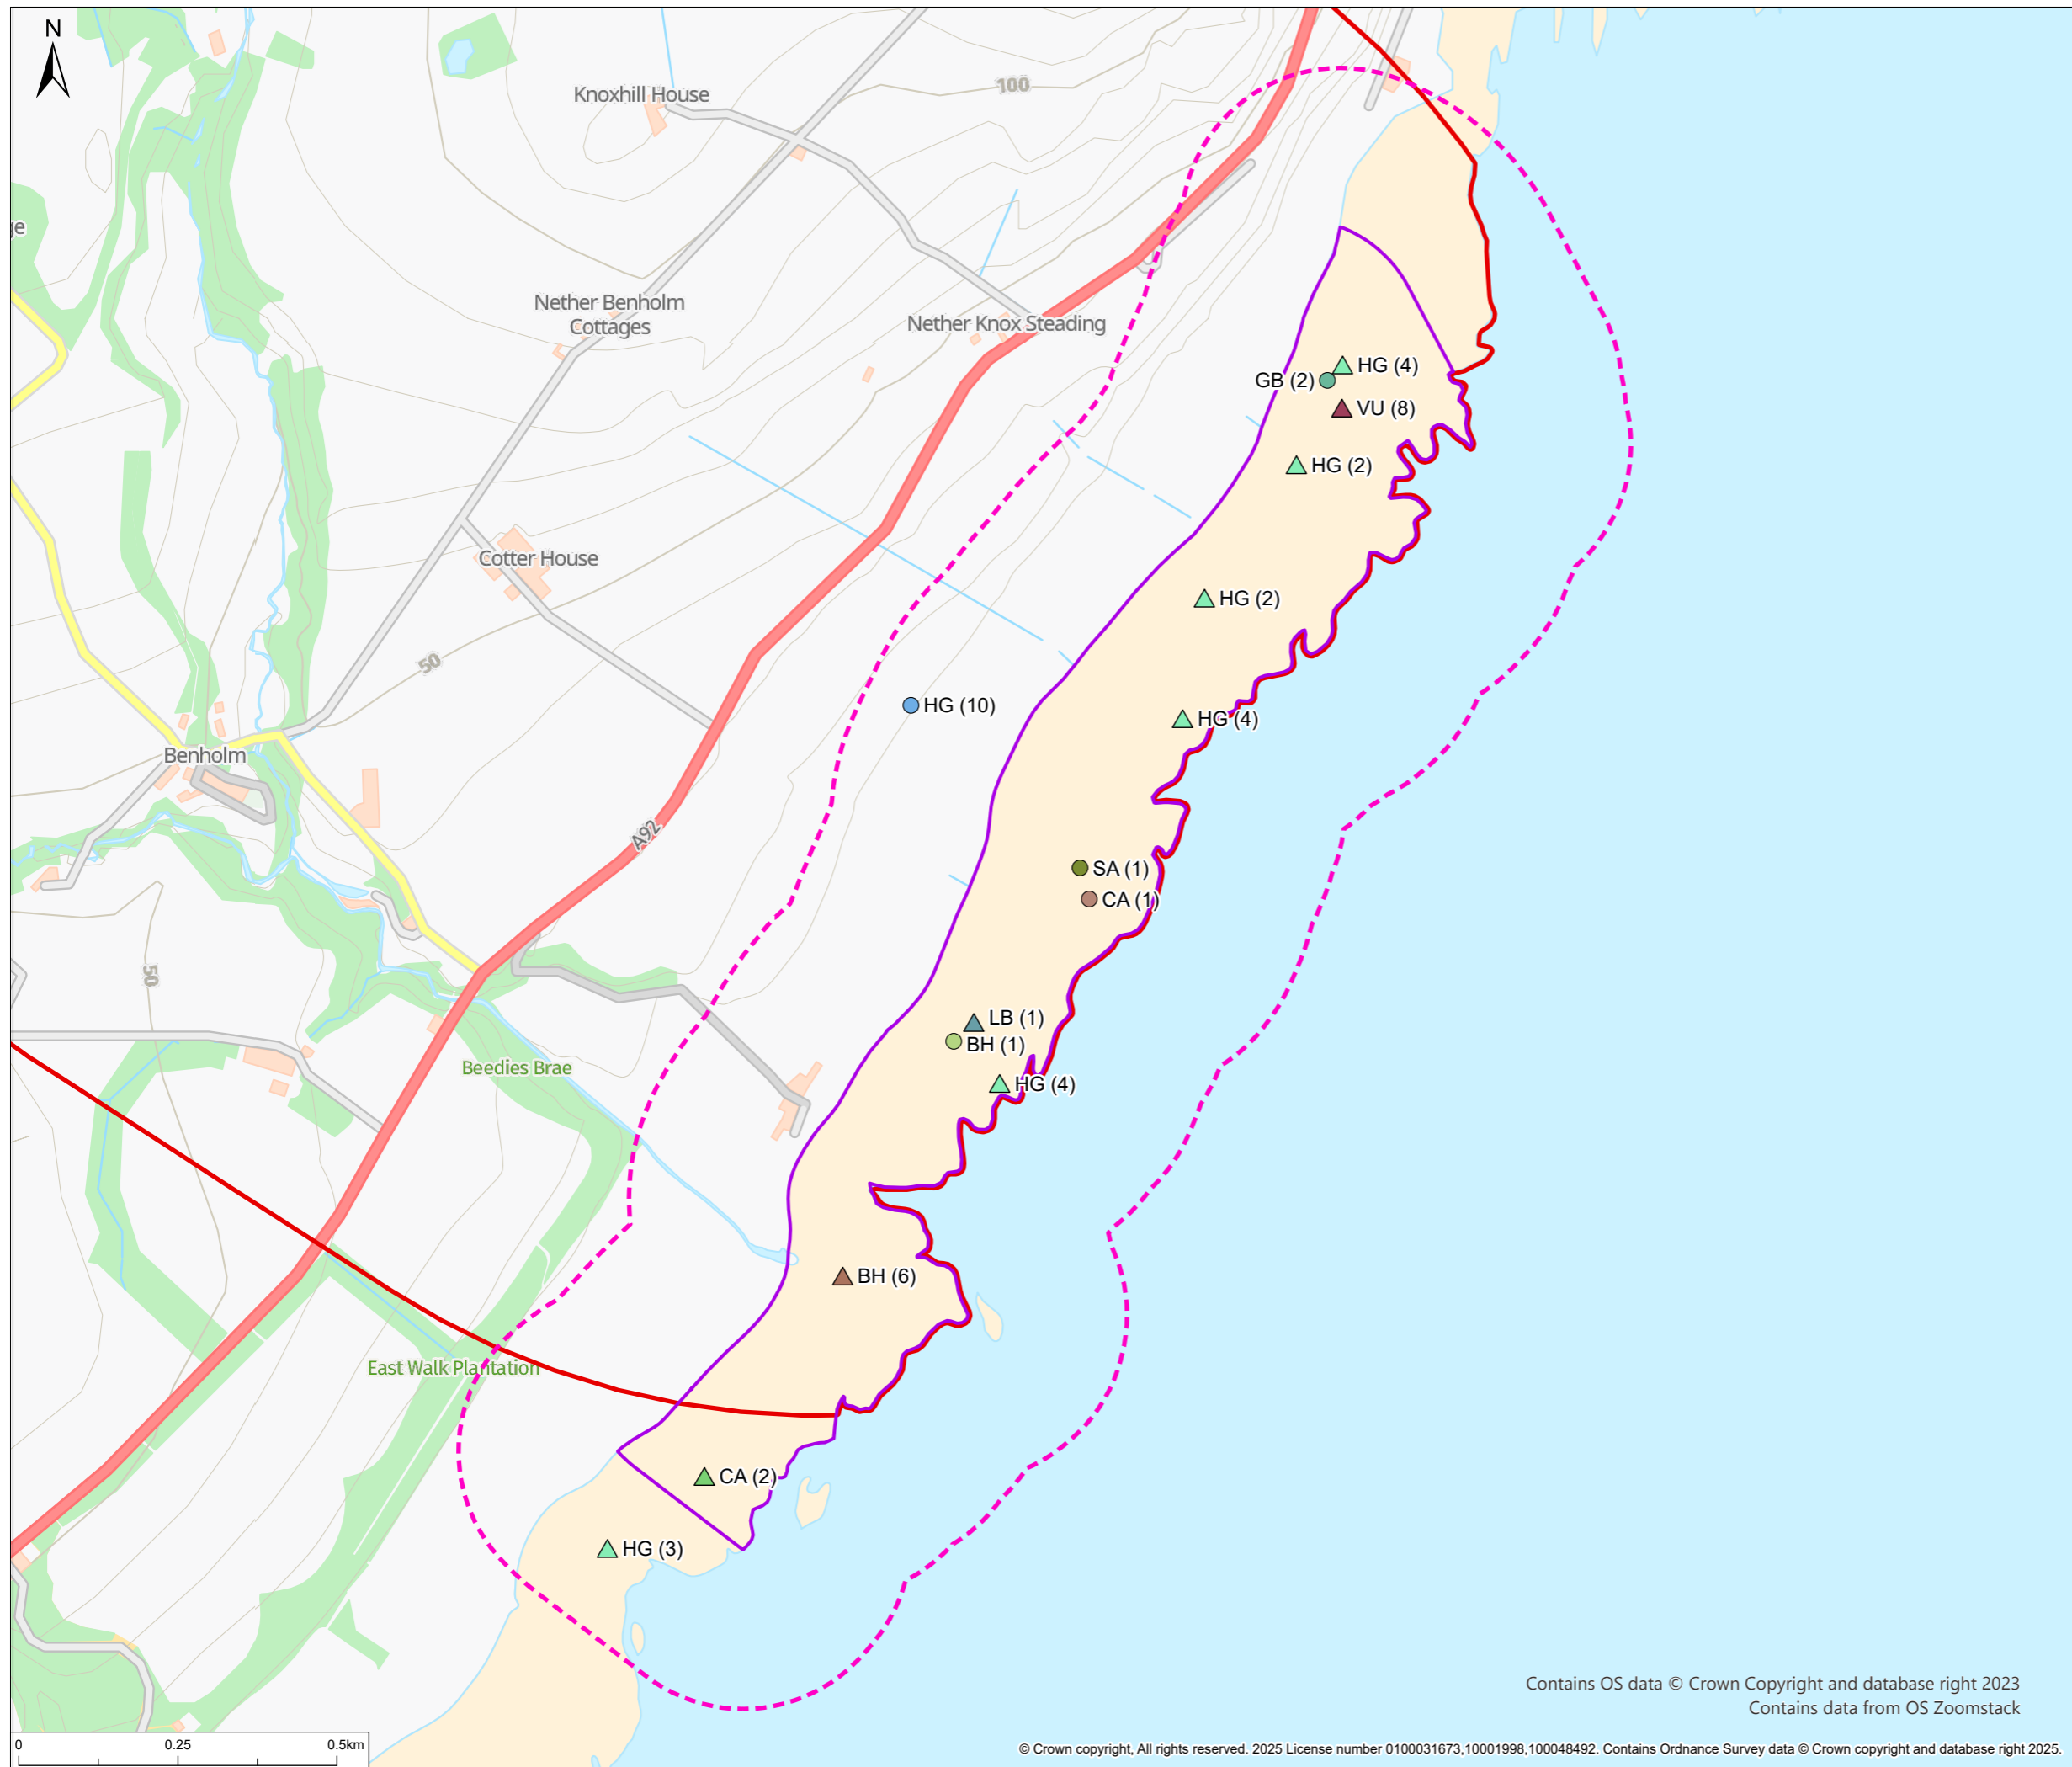 N
100
Knoxhill House
ge
Nether Benholm
Cottages
Nether Knox Steading
HG (4)
GB (2)
VU (8)
HG (2)
Cotter House
HG (2)
50
HG (10)
HG (4)
Benholm
A92
SA (1)
CA (1)
50
LB (1)
BH (1)
Beedies Brae
HG (4)
BH (6)
East Walk Plantation
CA (2)
HG (3)
Contains OS data © Crown Copyright and database right 2023
Contains data from OS Zoomstack
0 0.25 0.5km
© Crown copyright, All rights reserved. 2025 License number 0100031673,10001998,100048492. Contains Ordnance Survey data © Crown copyright and database right 2025.